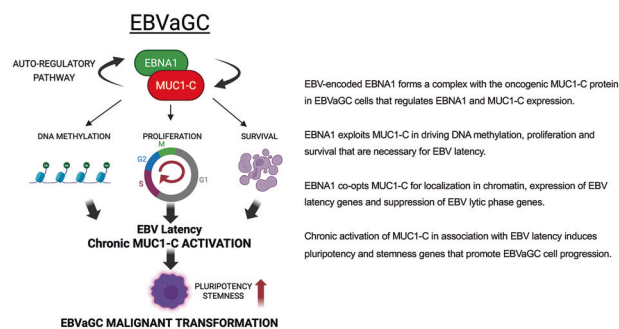 EBVaGC
AUTO-REGULATORY
PATHWAY
EBNA1
MUC1-C
DNA METHYLATION
PROLIFERATION
SURVIVAL
M
G2
S
G1
EBV Latency
Chronic MUC1-C ACTIVATION
PLURIPOTENCY
STEMNESS
EBVaGC MALIGNANT TRANSFORMATION
EBV-encoded EBNA1 forms a complex with the oncogenic MUC1-C protein
in EBVaGC cells that regulates EBNA1 and MUC1-C expression.
EBNA1 exploits MUC1-C in driving DNA methylation, proliferation and
survival that are necessary for EBV latency.
EBNA1 co-opts MUC1-C for localization in chromatin, expression of EBV
latency genes and suppression of EBV lytic phase genes.
Chronic activation of MUC1-C in association with EBV latency induces
pluripotency and stemness genes that promote EBVaGC cell progression.